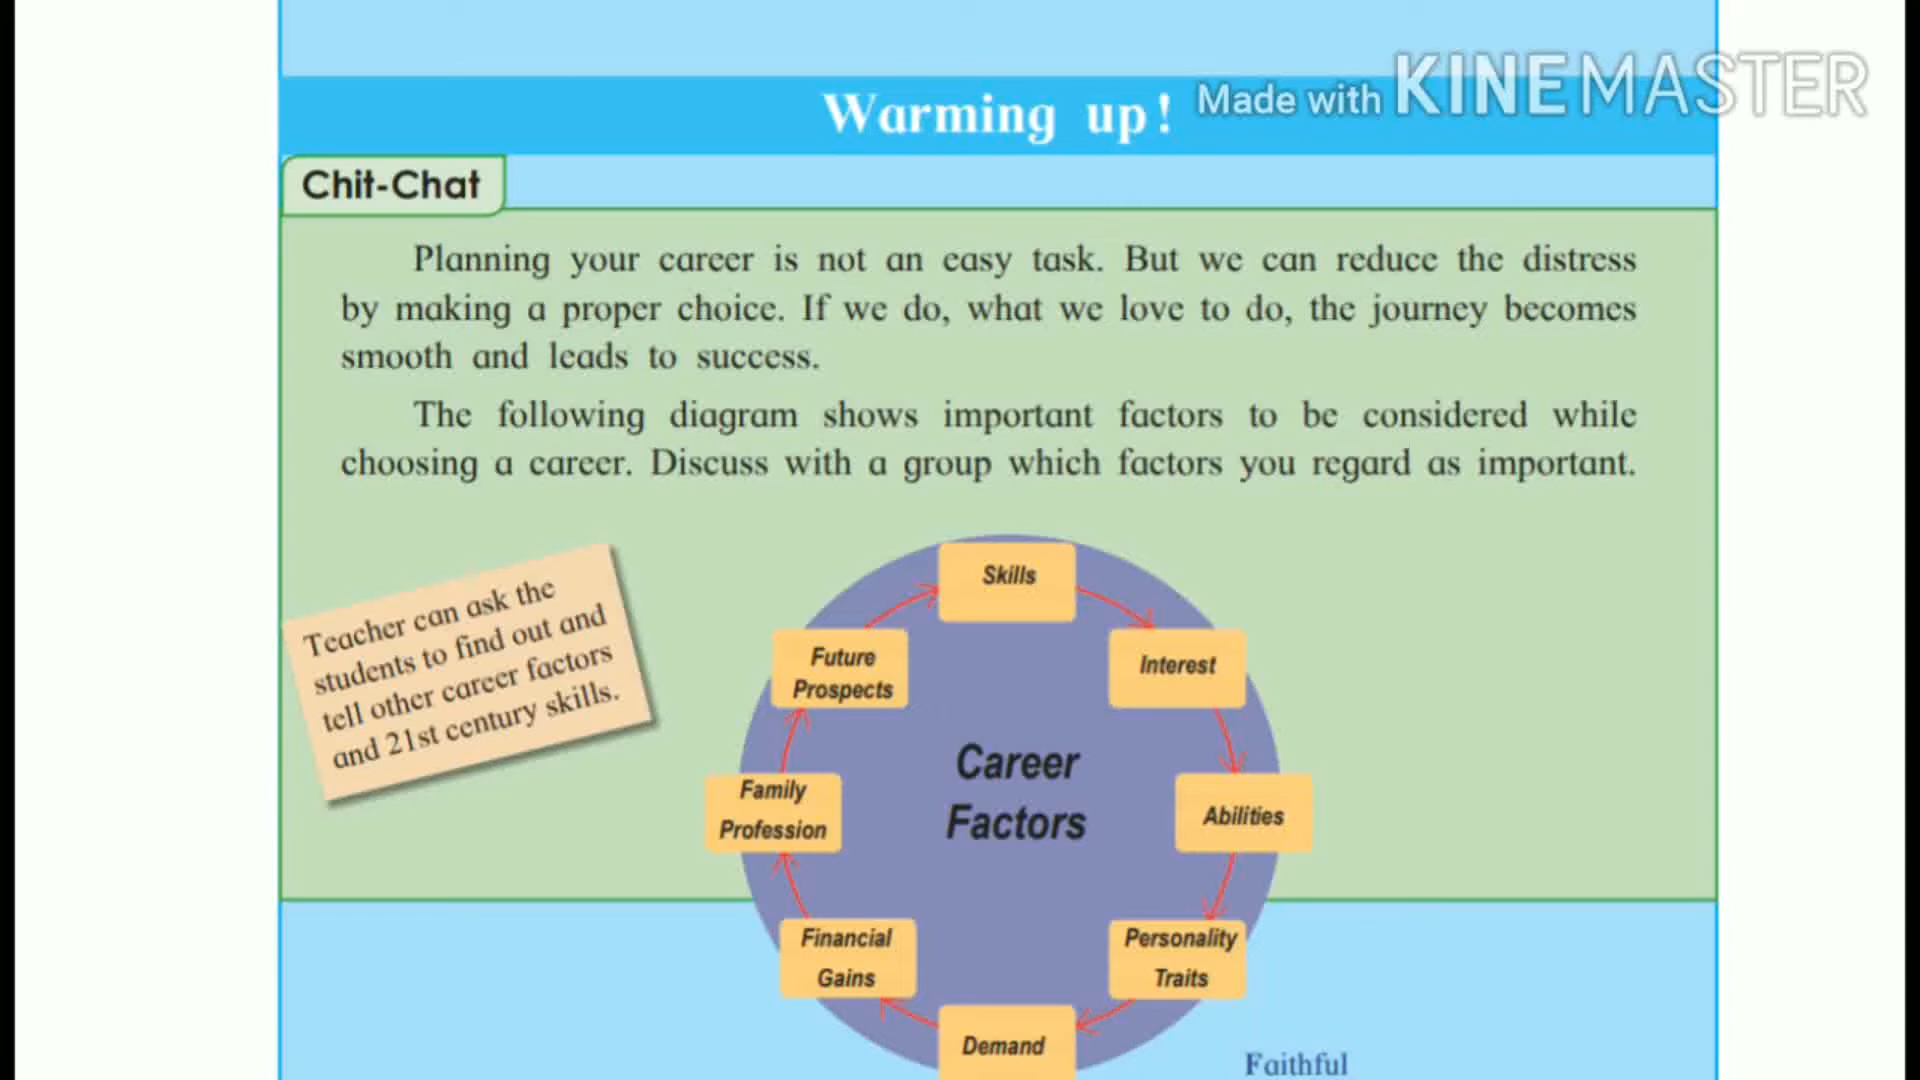 Warming up!
Made with KINEMASTER
Chit-Chat
Planning your career is not an easy task. But we can reduce the distress
by making a proper choice. If we do, what we love to do, the journey becomes
smooth and leads to success.
The following diagram shows important factors to be considered while
choosing a career. Discuss with a group which factors you regard as important.
Teacher can ask the
students to find out and
tell other career factors
and 21st century skills.
Skills
Interest
Abilities
Personality
Traits
Demand
Financial
Gains
Family
Profession
Future
Prospects
Career
Factors
Faithful